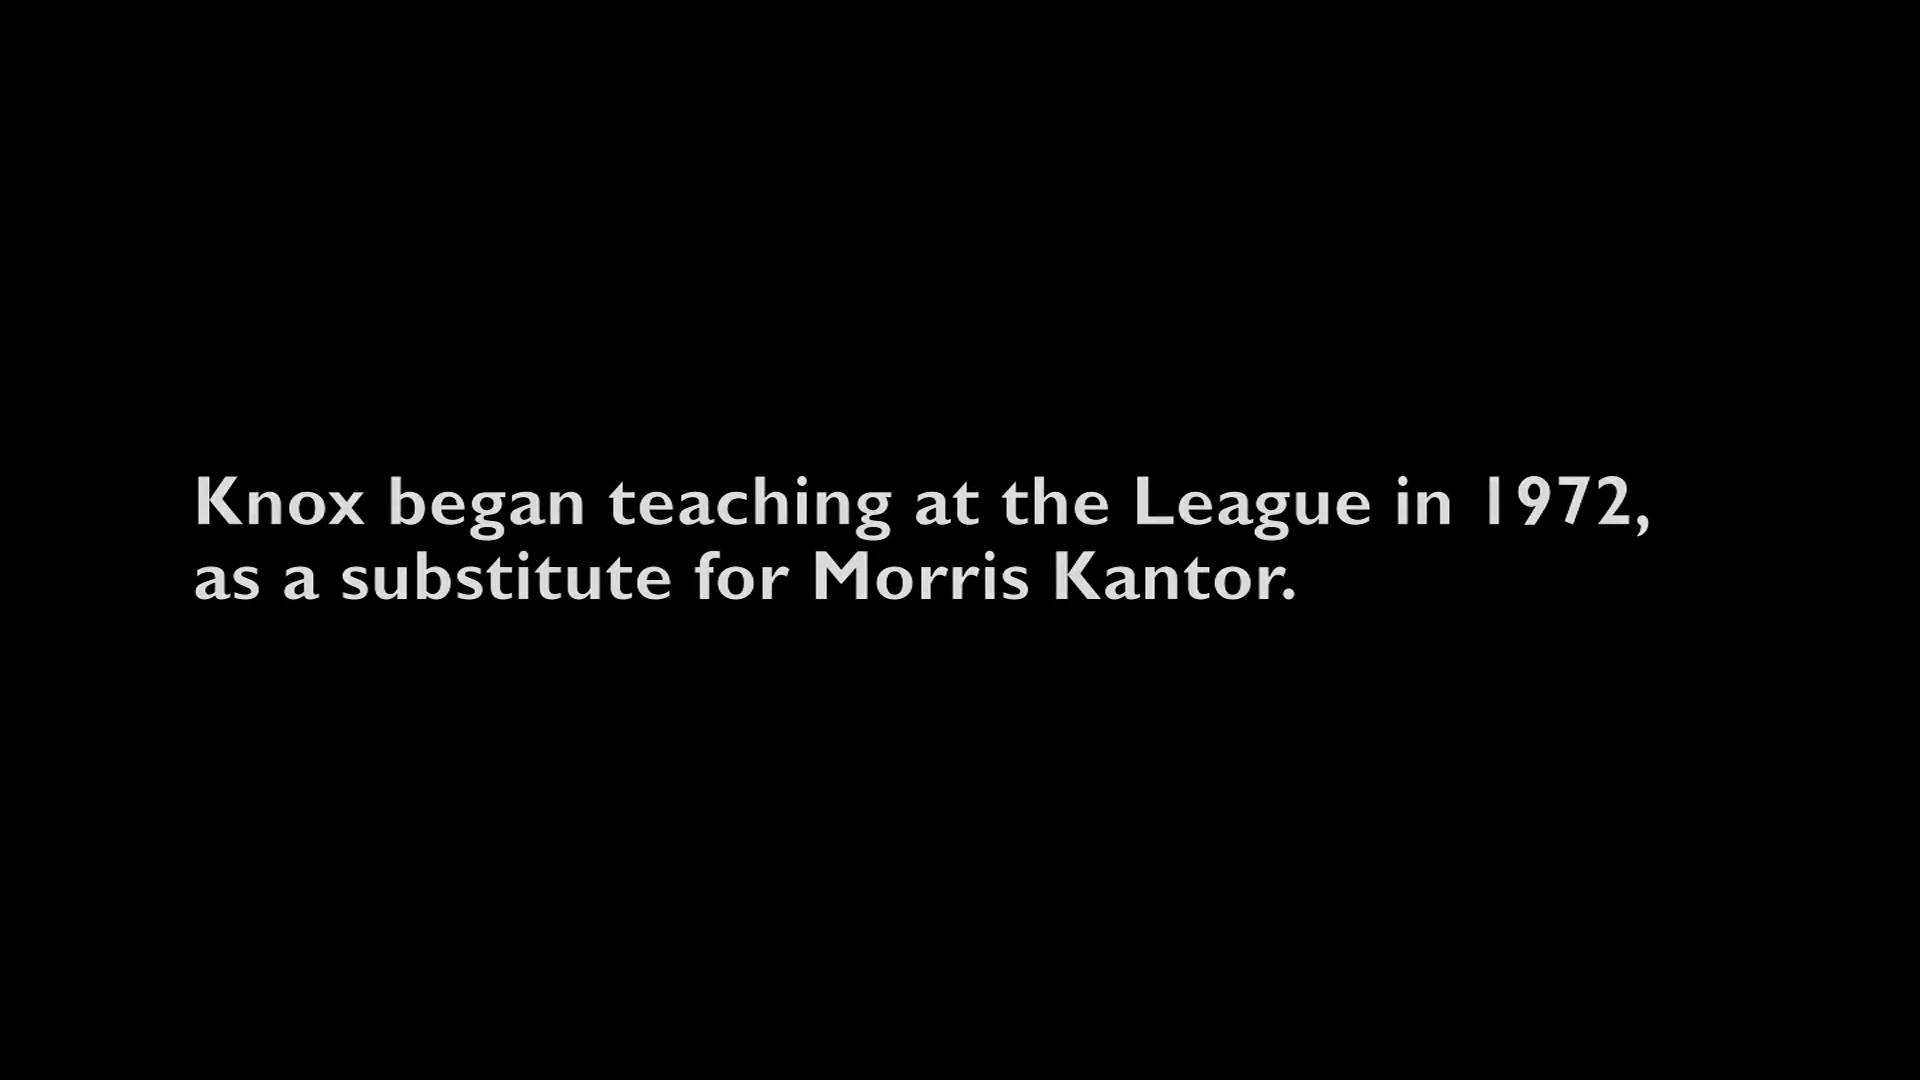 Knox began teaching at the League in 1972,
as a substitute for Morris Kantor.